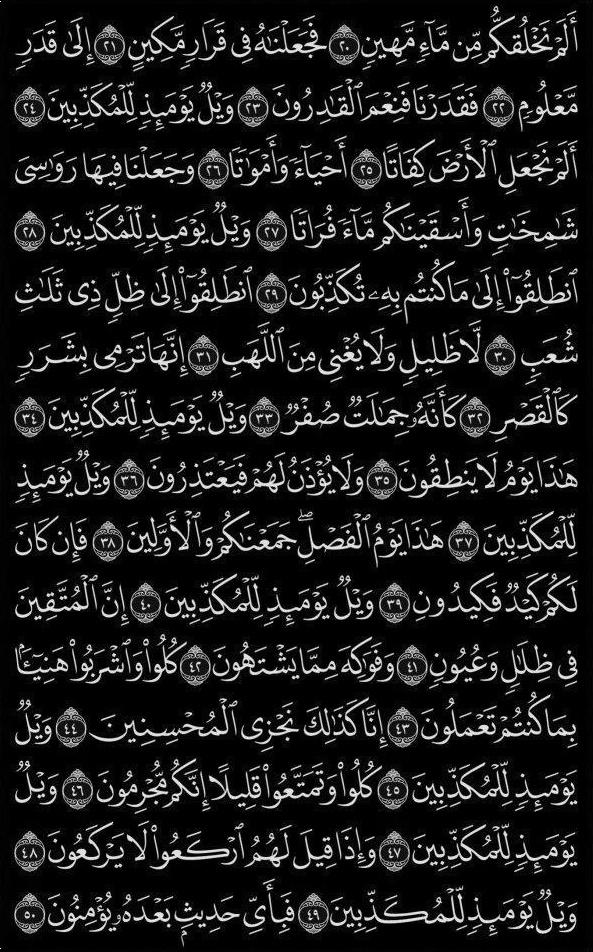 أَلَمْ نَخْلُقكُّم مِّن مَّآءٍ مَّهِينٍ ٢٠ فَجَعَلْنَٰهُ فِى قَرَارٍ مَّكِينٍ ٢١ إِلَىٰ قَدَرٍ
مَّعْلُومٍ ٢٢ فَقَدَرْنَا فَنِعْمَ ٱلْقَٰدِرُونَ ٢٣ وَيْلٌ يَوْمَئِذٍ لِّلْمُكَذِّبِينَ ٢٤
أَلَمْ نَجْعَلِ ٱلْأَرْضَ كِفَاتًا ٢٥ أَحْيَآءً وَأَمْوَٰتًا ٢٦ وَجَعَلْنَا فِيهَا رَوَٰسِىَ
شَٰمِخَٰتٍ وَأَسْقَيْنَٰكُم مَّآءً فُرَاتًا ٢٧ وَيْلٌ يَوْمَئِذٍ لِّلْمُكَذِّبِينَ ٢٨
ٱنطَلِقُوٓا۟ إِلَىٰ مَا كُنتُم بِهِۦ تُكَذِّبُونَ ٢٩ ٱنطَلِقُوٓا۟ إِلَىٰ ظِلٍّ ذِى ثَلَٰثِ
شُعَبٍ ٣٠ لَّا ظَلِيلٍ وَلَا يُغْنِى مِنَ ٱللَّهَبِ ٣١ إِنَّهَا تَرْمِى بِشَرَرٍ
كَٱلْقَصْرِ ٣٢ كَأَنَّهُۥ جِمَٰلَتٌ صُفْرٌ ٣٣ وَيْلٌ يَوْمَئِذٍ لِّلْمُكَذِّبِينَ ٣٤
هَٰذَا يَوْمُ لَا يَنطِقُونَ ٣٥ وَلَا يُؤْذَنُ لَهُمْ فَيَعْتَذِرُونَ ٣٦ وَيْلٌ يَوْمَئِذٍ
لِّلْمُكَذِّبِينَ ٣٧ هَٰذَا يَوْمُ ٱلْفَصْلِ ۖ جَمَعْنَٰكُمْ وَٱلْأَوَّلِينَ ٣٨ فَإِن كَانَ
لَكُمْ كَيْدٌ فَكِيدُونِ ٣٩ وَيْلٌ يَوْمَئِذٍ لِّلْمُكَذِّبِينَ ٤٠ إِنَّ ٱلْمُتَّقِينَ
فِى ظِلَٰلٍ وَعُيُونٍ ٤١ وَفَوَٰكِهَ مِمَّا يَشْتَهُونَ ٤٢ كُلُوا۟ وَٱشْرَبُوا۟ هَنِيٓـًٔۢا
بِمَا كُنتُمْ تَعْمَلُونَ ٤٣ إِنَّا كَذَٰلِكَ نَجْزِى ٱلْمُحْسِنِينَ ٤٤ وَيْلٌ
يَوْمَئِذٍ لِّلْمُكَذِّبِينَ ٤٥ كُلُوا۟ وَتَمَتَّعُوا۟ قَلِيلًا إِنَّكُم مُّجْرِمُونَ ٤٦ وَيْلٌ
يَوْمَئِذٍ لِّلْمُكَذِّبِينَ ٤٧ وَإِذَا قِيلَ لَهُمُ ٱرْكَعُوا۟ لَا يَرْكَعُونَ ٤٨
وَيْلٌ يَوْمَئِذٍ لِّلْمُكَذِّبِينَ ٤٩ فَبِأَىِّ حَدِيثٍۭ بَعْدَهُۥ يُؤْمِنُونَ ٥٠